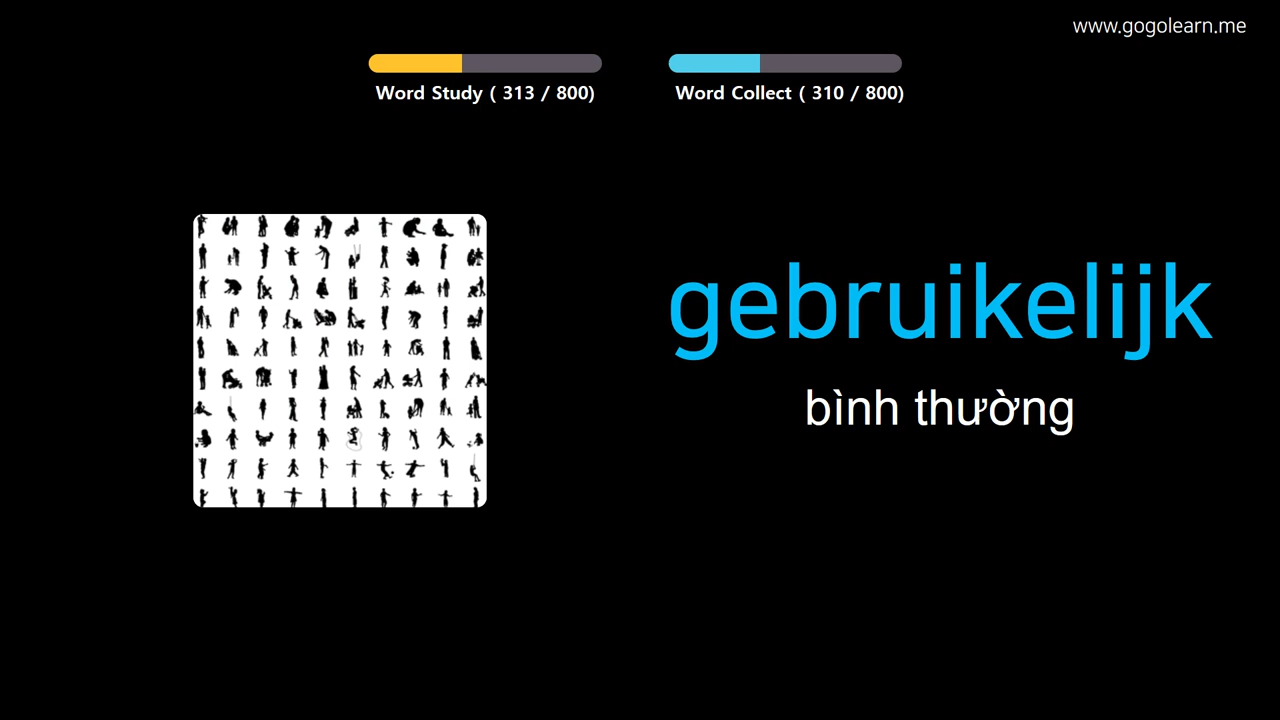 www.gogolearn.me
Word Study ( 313 / 800)
Word Collect ( 310 / 800)
gebruikelijk
bình thường